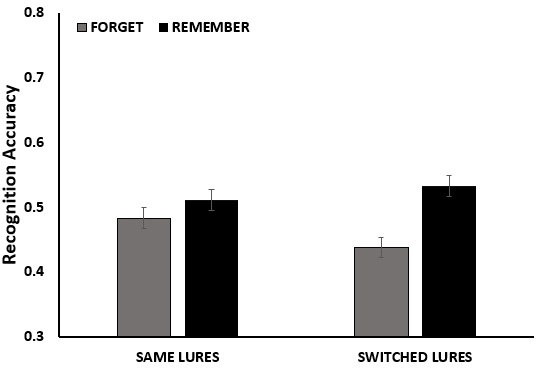 0.8
FORGET REMEMBER
0.7
0.6
Recognition Accuracy
0.5
0.4
0.3
SAME LURES SWITCHED LURES